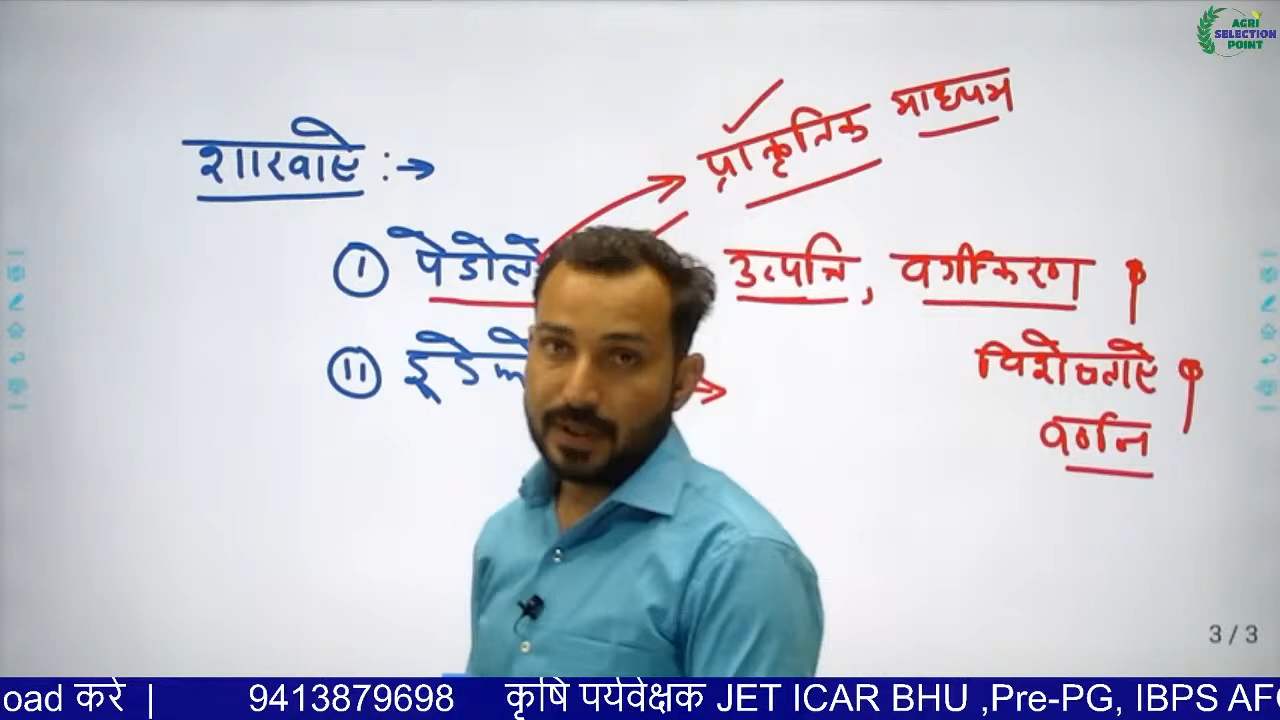 AGRI
SELECTION
POINT
शाखाऐ :→
प्राकृतिक माध्यम
① पेडोलो
उत्पत्ति, वर्गीकरण
विशेषताऐ
वर्णन
② इडे
3 / 3
oad करे | 9413879698 कृषि पर्यवेक्षक JET ICAR BHU ,Pre-PG, IBPS AF